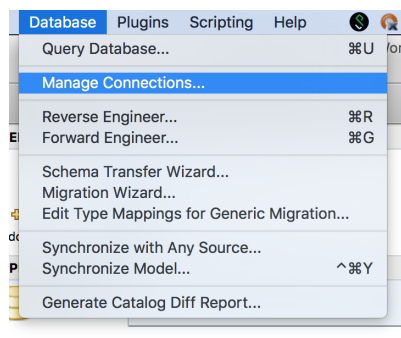 Database Plugins Scripting Help
Query Database... ⌘U
Manage Connections...
Reverse Engineer... ⌘R
Forward Engineer... ⌘G
Schema Transfer Wizard...
Migration Wizard...
Edit Type Mappings for Generic Migration...
Synchronize with Any Source...
Synchronize Model... ^⌘Y
Generate Catalog Diff Report...